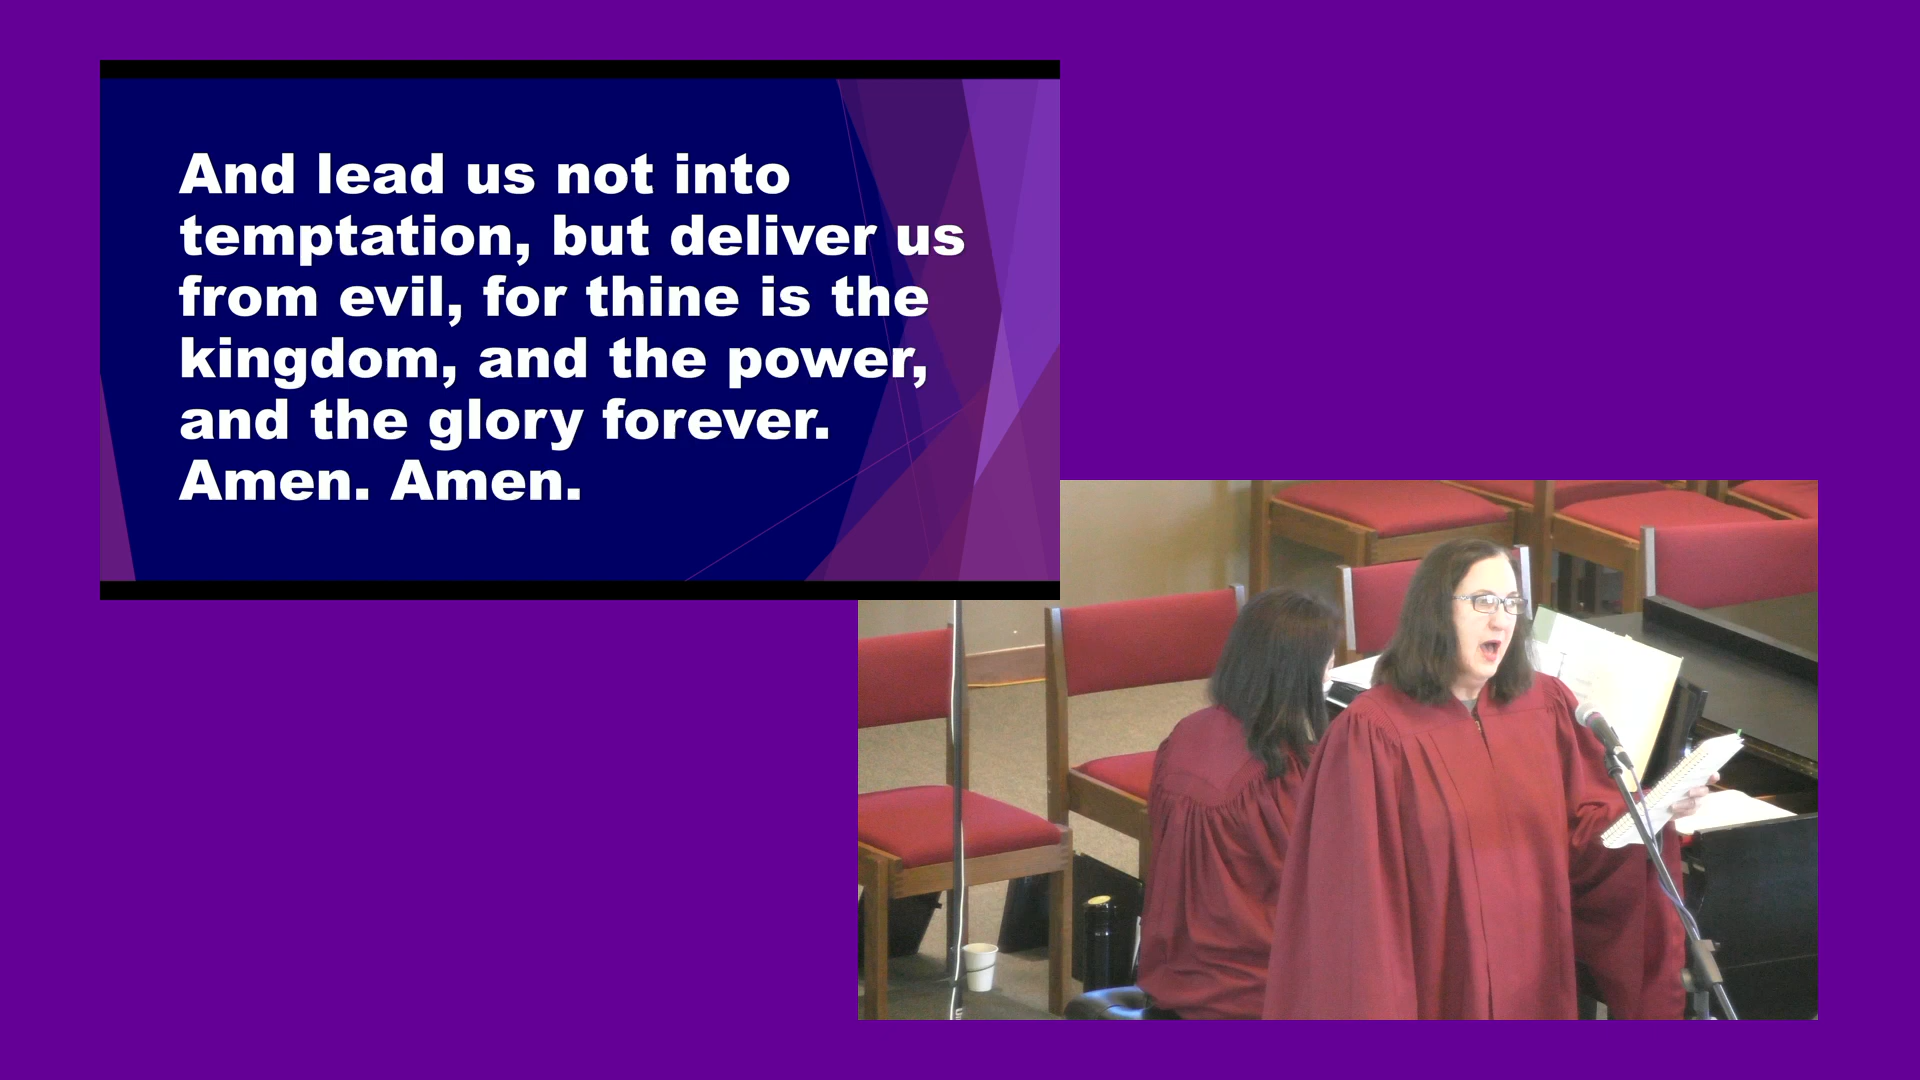 And lead us not into
temptation, but deliver us
from evil, for thine is the
kingdom, and the power,
and the glory forever.
Amen. Amen.